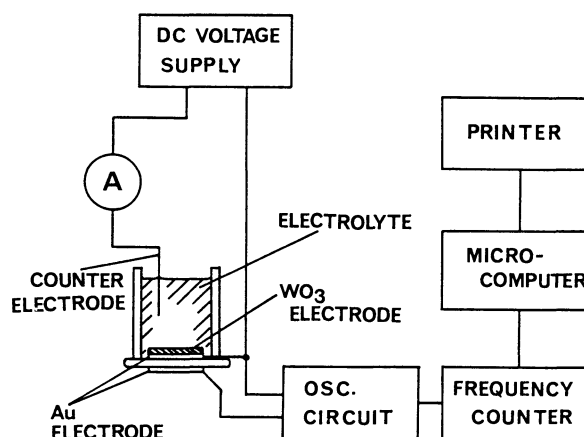 DC VOLTAGE
SUPPLY
PRINTER
A
ELECTROLYTE
COUNTER
ELECTRODE
MICRO-
COMPUTER
WO3
ELECTRODE
OSC.
CIRCUIT
FREQUENCY
COUNTER
Au
ELECTRODE